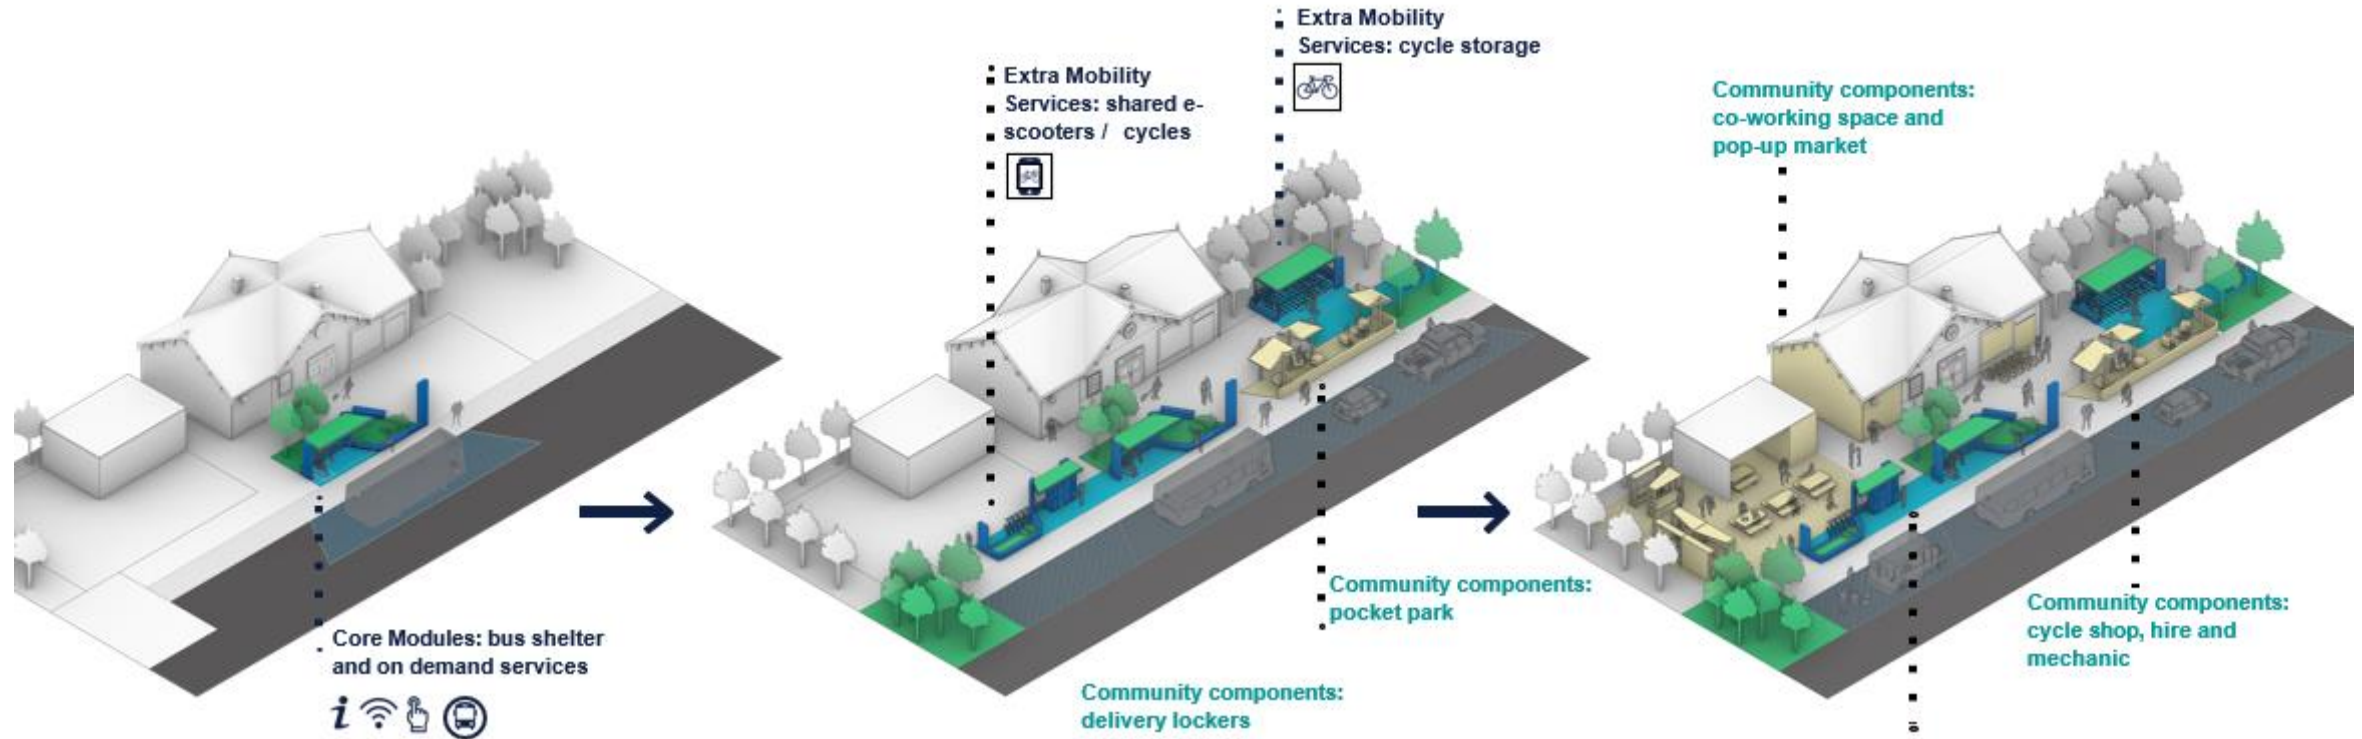 Core Modules: bus shelter
and on demand services
i
Extra Mobility
Services: shared e-
scooters / cycles
Extra Mobility
Services: cycle storage
Community components:
pocket park
Community components:
delivery lockers
Community components:
co-working space and
pop-up market
Community components:
cycle shop, hire and
mechanic